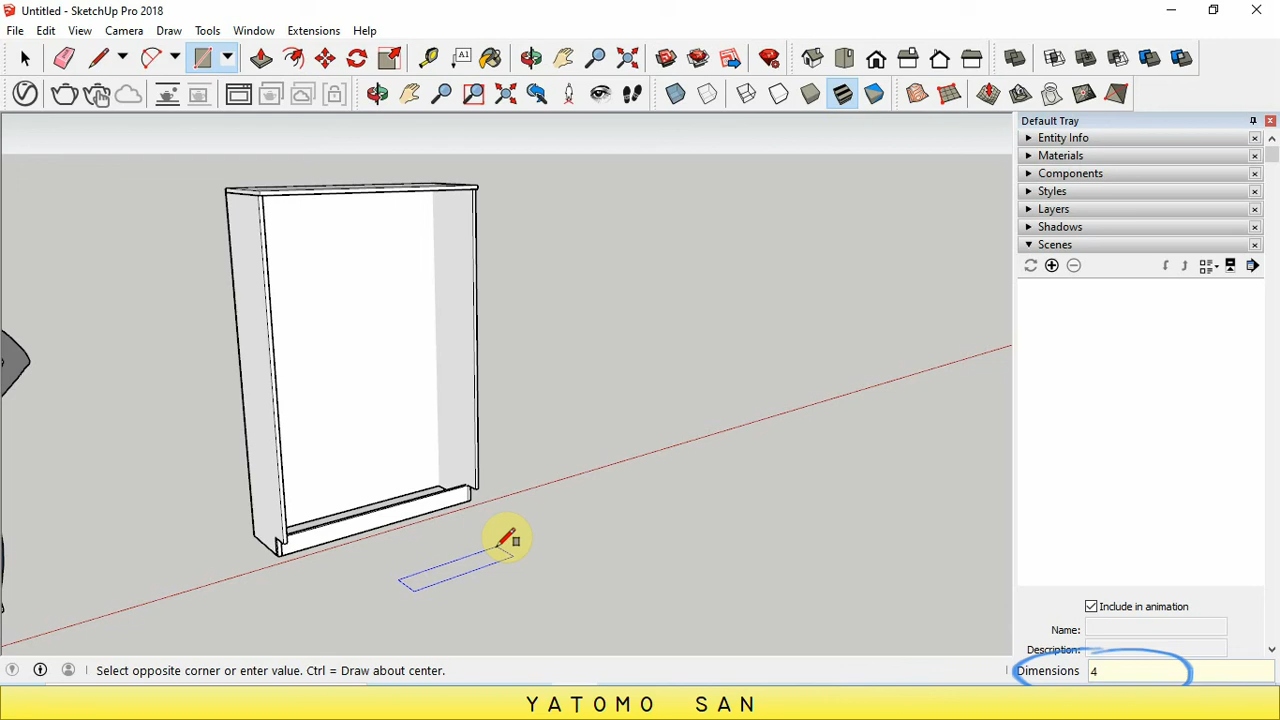 Untitled - SketchUp Pro 2018
File Edit View Camera Draw Tools Window Extensions Help
A1
Default Tray
Entity Info
Materials
Components
Styles
Layers
Shadows
Scenes
Include in animation
Name:
Description:
Select opposite corner or enter value. Ctrl = Draw about center.
Dimensions 4
YATOMO SAN